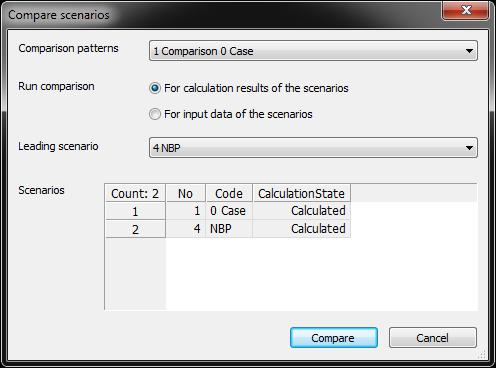 Compare scenarios
Comparison patterns 1 Comparison 0 Case
Run comparison For calculation results of the scenarios
For input data of the scenarios
Leading scenario 4 NBP
Scenarios Count: 2 No Code CalculationState
1 1 0 Case Calculated
2 4 NBP Calculated
Compare Cancel